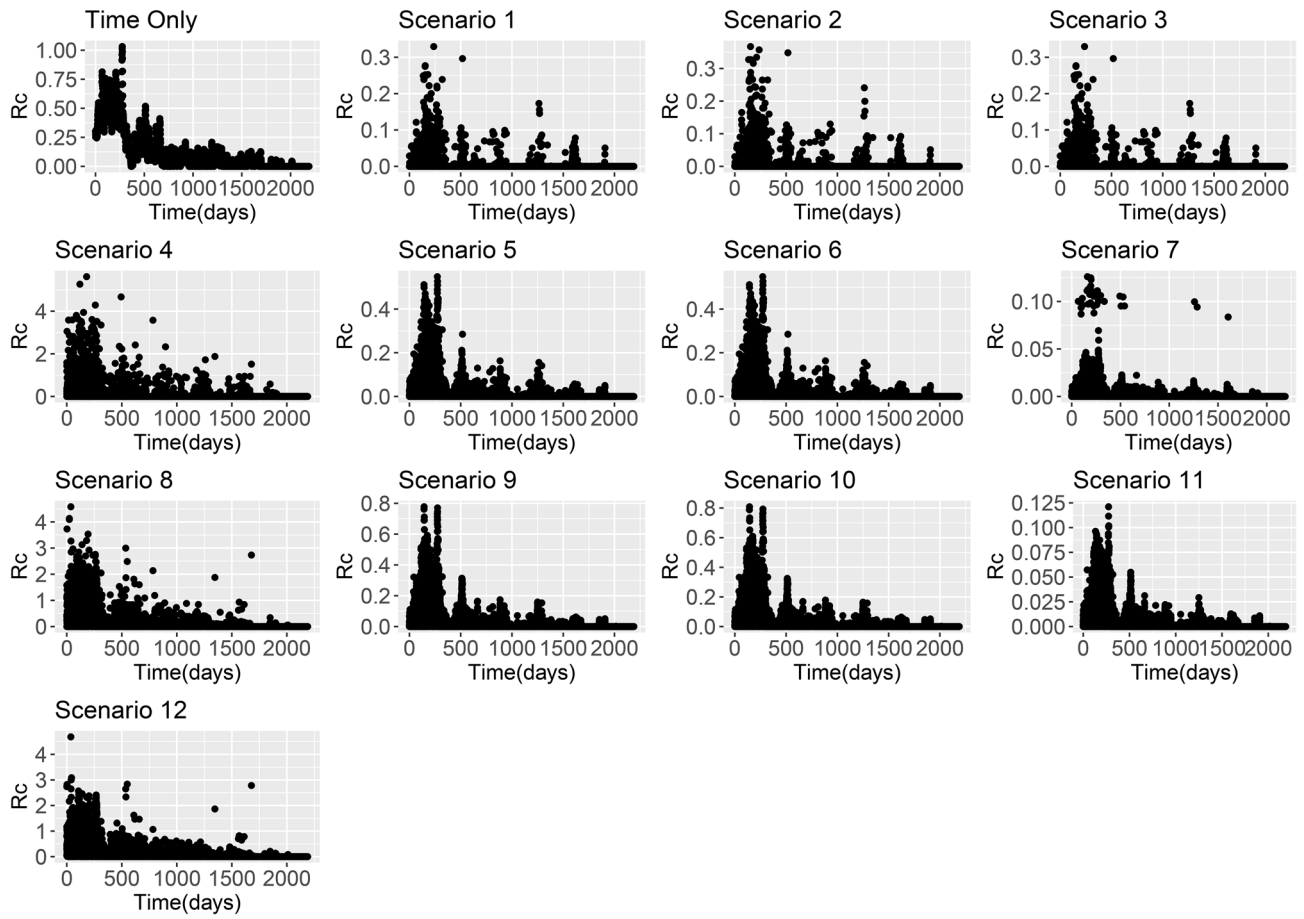 Time Only
Scenario 1
Scenario 2
Scenario 3
1.00
0.75
0.50
0.25
0.00
Rc
0 500 1000 1500 2000
Time(days)
0.3
0.2
0.1
0.0
Rc
0 500 1000 1500 2000
Time(days)
0.3
0.2
0.1
0.0
Rc
0 500 1000 1500 2000
Time(days)
0.3
0.2
0.1
0.0
Rc
0 500 1000 1500 2000
Time(days)
Scenario 4
Scenario 5
Scenario 6
Scenario 7
4
2
0
Rc
0 500 1000 1500 2000
Time(days)
0.4
0.2
0.0
Rc
0 500 1000 1500 2000
Time(days)
0.4
0.2
0.0
Rc
0 500 1000 1500 2000
Time(days)
0.10
0.05
0.00
Rc
0 500 1000 1500 2000
Time(days)
Scenario 8
Scenario 9
Scenario 10
Scenario 11
4
3
2
1
0
Rc
0 500 1000 1500 2000
Time(days)
0.8
0.6
0.4
0.2
0.0
Rc
0 500 1000 1500 2000
Time(days)
0.8
0.6
0.4
0.2
0.0
Rc
0 500 1000 1500 2000
Time(days)
0.125
0.100
0.075
0.050
0.025
0.000
Rc
0 500 1000 1500 2000
Time(days)
Scenario 12
4
3
2
1
0
Rc
0 500 1000 1500 2000
Time(days)